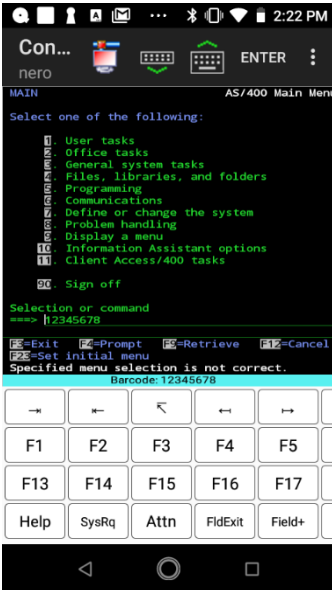 2:22 PM
Con...
nero
ENTER
MAIN AS/400 Main Menu
Select one of the following:
1. User tasks
2. Office tasks
3. General system tasks
4. Files, libraries, and folders
5. Programming
6. Communications
7. Define or change the system
8. Problem handling
9. Display a menu
10. Information Assistant options
11. Client Access/400 tasks
90. Sign off
Selection or command
===> 12345678
F3=Exit F4=Prompt F9=Retrieve F12=Cancel
F23=Set initial menu
Specified menu selection is not correct.
Barcode: 12345678
F1 F2 F3 F4 F5
F13 F14 F15 F16 F17
Help SysRq Attn FldExit Field+